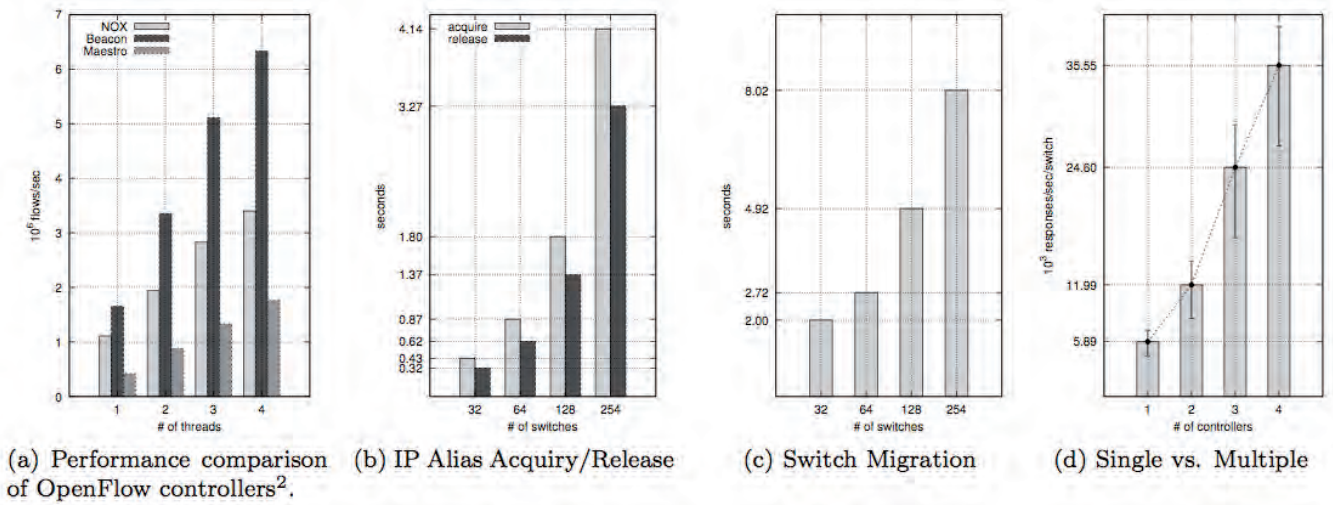 7
6
5
4
3
2
1
0
10⁶ flows/sec
NOX
Beacon
Maestro
1 2 3 4
# of threads
(a) Performance comparison
of OpenFlow controllers².
4.14
3.27
1.80
1.37
0.87
0.62
0.43
0.32
seconds
acquire
release
32 64 128 254
# of switches
(b) IP Alias Acquiry/Release
8.02
4.92
2.72
2.00
seconds
32 64 128 254
# of switches
(c) Switch Migration
35.55
24.60
11.99
5.89
10³ responses/sec/switch
1 2 3 4
# of controllers
(d) Single vs. Multiple